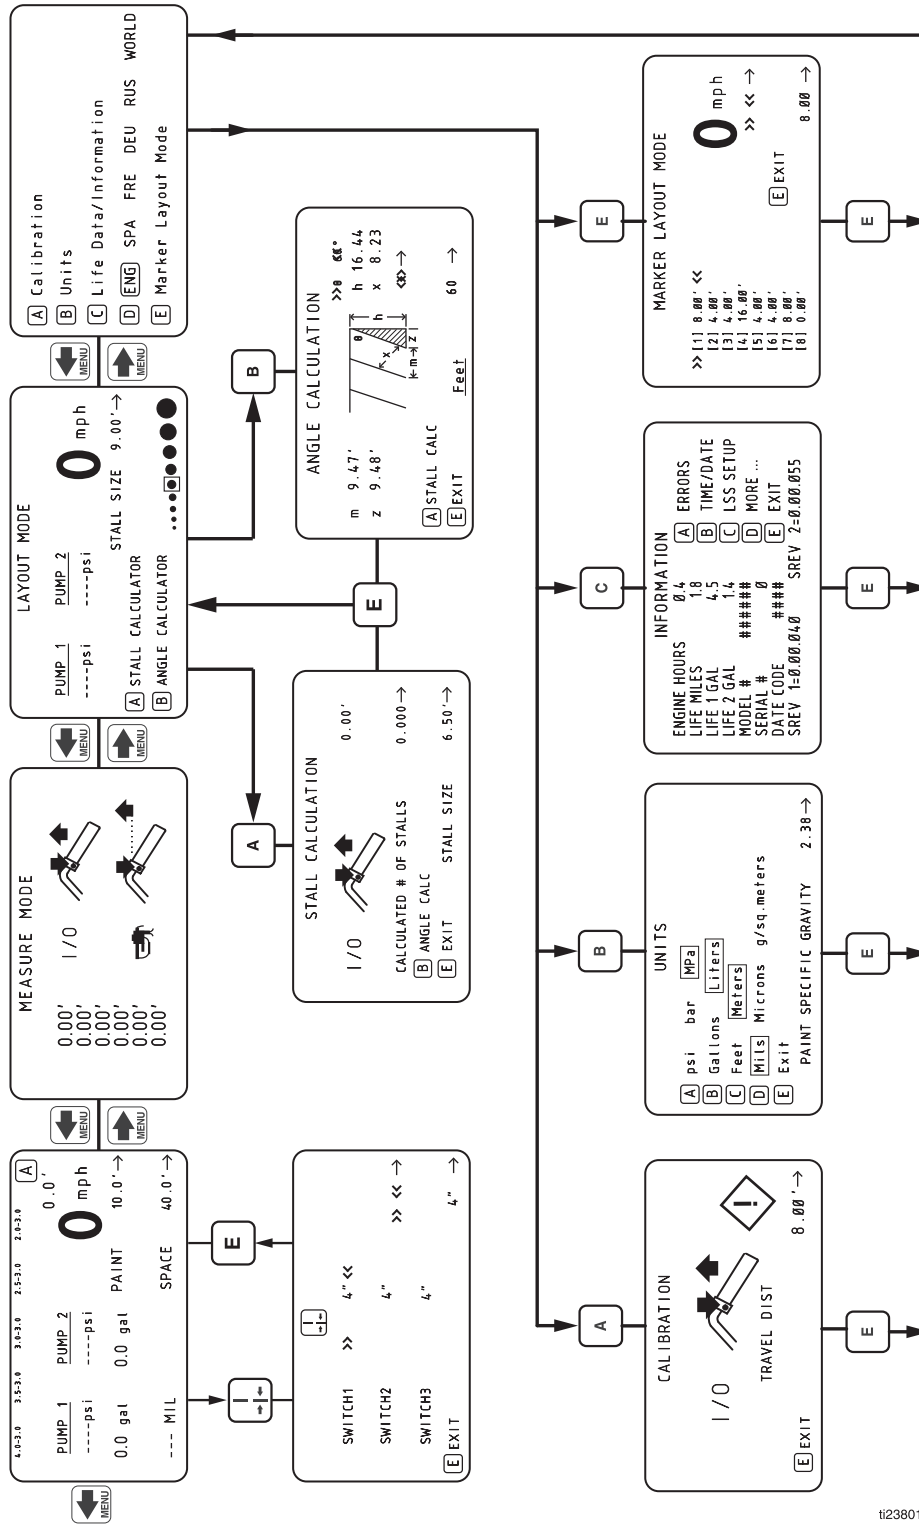 MENU
4.0-3.0 3.5-3.0 3.0-3.0 2.5-3.0 2.0-3.0
A
PUMP 1 PUMP 2 0.0'
----psi ----psi 0 mph
0.0 gal 0.0 gal PAINT 10.0'→
--- MIL SPACE 40.0'→
E
SWITCH1 >> 4" << 
SWITCH2 4" >> << →
SWITCH3 4"
E EXIT 4" →
MENU
MENU
MEASURE MODE
0.00' I/O
0.00'
0.00'
0.00'
0.00'
0.00'
MENU
MENU
LAYOUT MODE
PUMP 1 PUMP 2
----psi ----psi 0 mph
STALL SIZE 9.00'→
A STALL CALCULATOR
B ANGLE CALCULATOR
MENU
MENU
A Calibration
B Units
C Life Data/Information
D ENG SPA FRE DEU RUS WORLD
E Marker Layout Mode
A
STALL CALCULATION
I/O 0.00'
CALCULATED # OF STALLS 0.000→
B ANGLE CALC
E EXIT STALL SIZE 6.50'→
E
B
ANGLE CALCULATION
m 9.47' h 16.44
z 9.48' x 8.23
θ h x m z
A STALL CALC
E EXIT Feet 60 →
A
CALIBRATION
I/O
TRAVEL DIST 8.00'→
E EXIT
E
B
UNITS
A psi bar MPa
B Gallons Liters
C Feet Meters
D Mils Microns g/sq.meters
E Exit
PAINT SPECIFIC GRAVITY 2.38→
E
C
INFORMATION
ENGINE HOURS 0.4 A ERRORS
LIFE MILES 1.8 B TIME/DATE
LIFE 1 GAL 4.5 C LSS SETUP
LIFE 2 GAL 1.4 D MORE ...
MODEL # ###### E EXIT
SERIAL # 0
DATE CODE ####
SREV 1=0.00.040 SREV 2=0.00.055
E
E
MARKER LAYOUT MODE
>> [1] 8.00' << 0 mph
[2] 4.00' >> << →
[3] 4.00'
[4] 16.00'
[5] 4.00'
[6] 4.00' E EXIT
[7] 8.00'
[8] 0.00' 8.00 →
E
ti23801